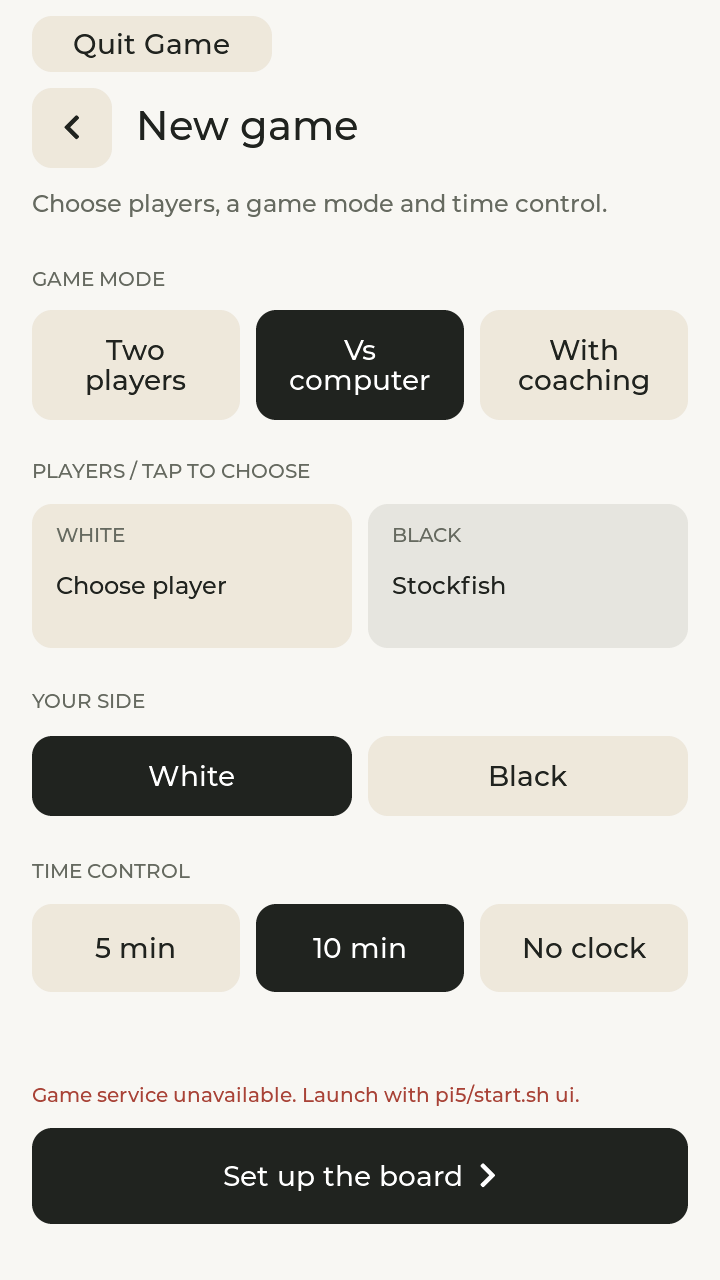 Quit Game
New game
Choose players, a game mode and time control.
GAME MODE
Two
players
Vs
computer
With
coaching
PLAYERS / TAP TO CHOOSE
WHITE
Choose player
BLACK
Stockfish
YOUR SIDE
White
Black
TIME CONTROL
5 min
10 min
No clock
Game service unavailable. Launch with pi5/start.sh ui.
Set up the board